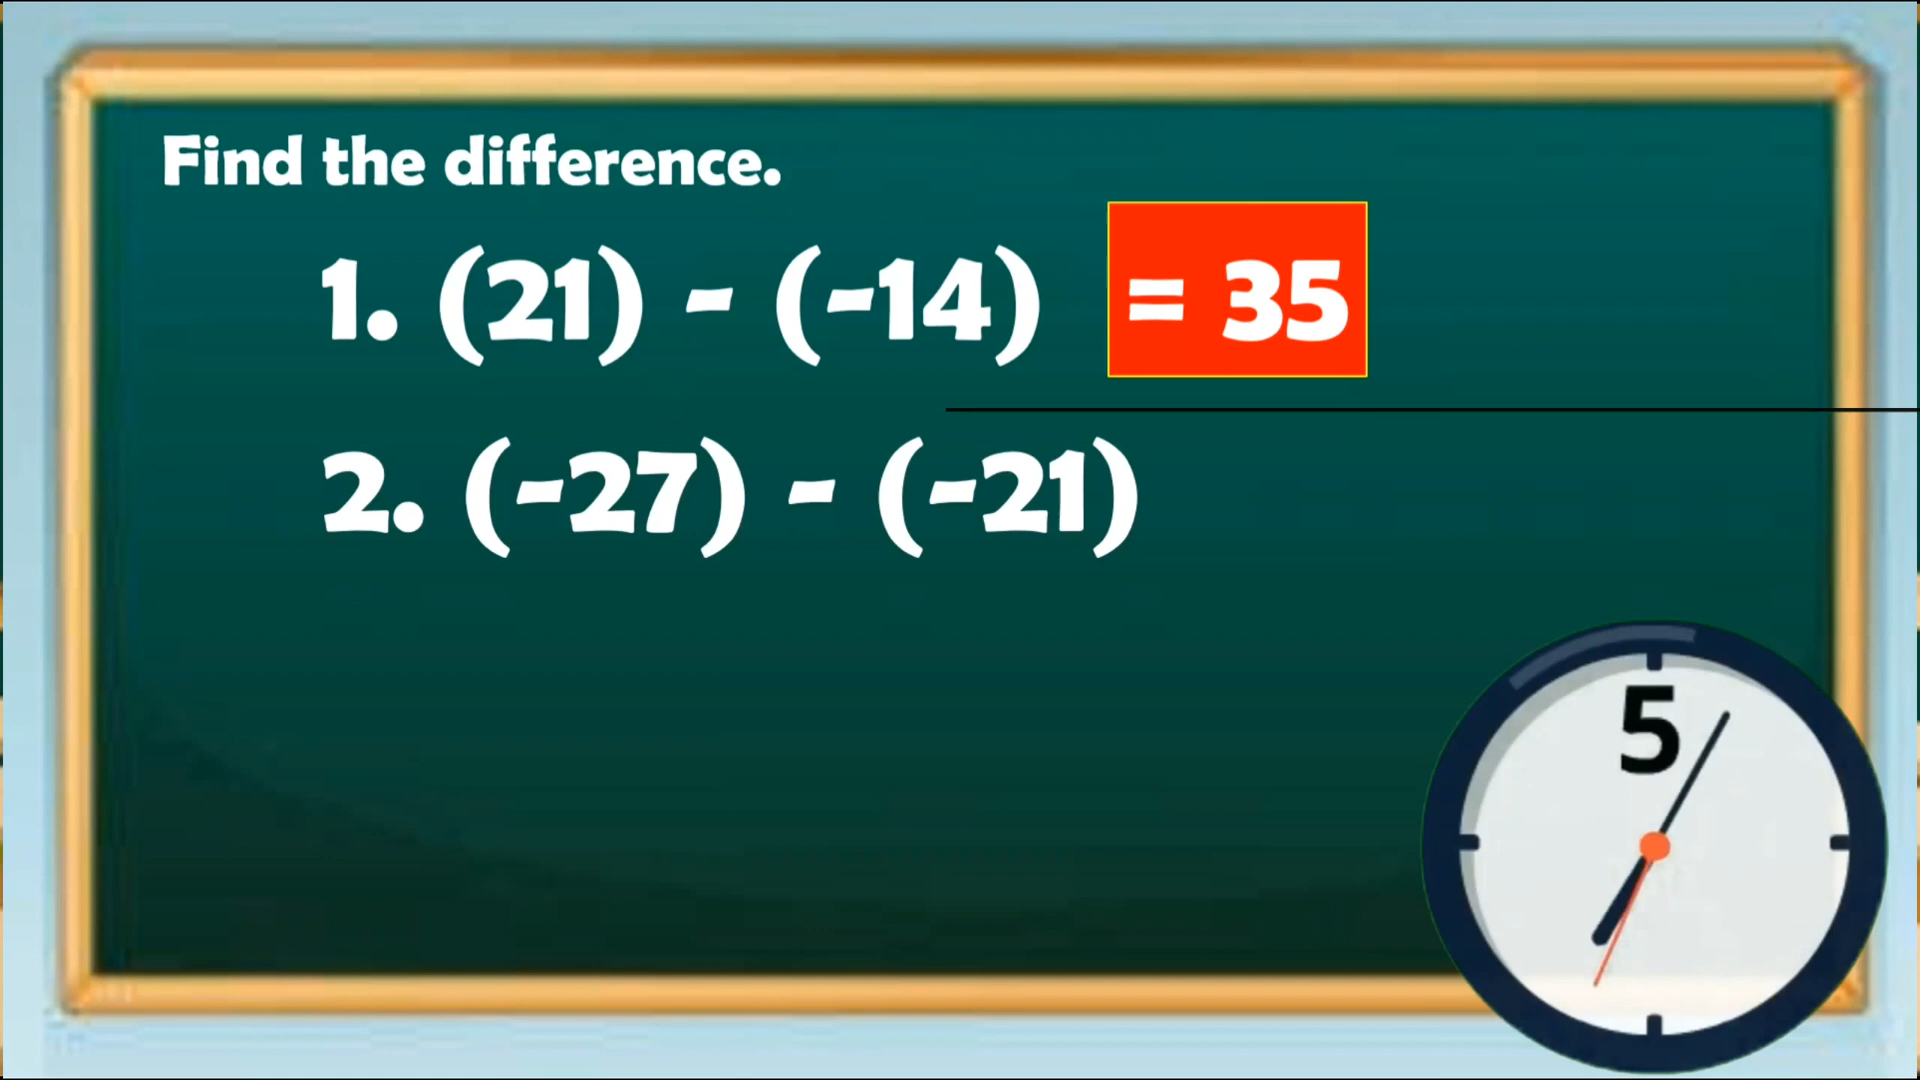 Find the difference.
1. (21) - (-14) = 35
2. (-27) - (-21)
5